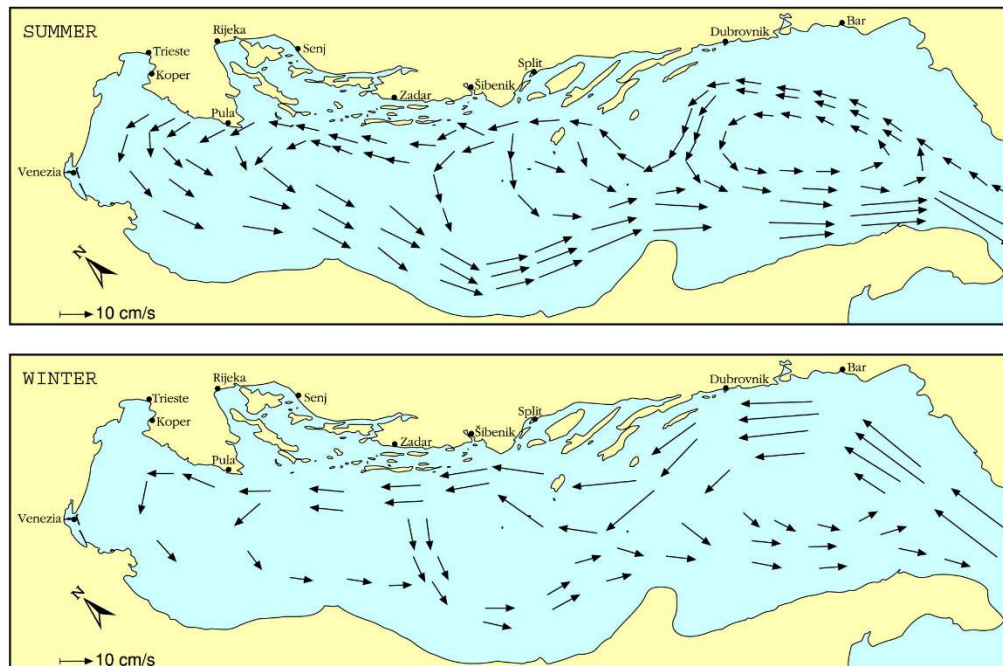 SUMMER
Rijeka
Bar
Dubrovnik
Trieste
Senj
Split
Koper
Šibenik
Zadar
Pula
Venezia
N
10 cm/s
WINTER
Rijeka
Bar
Dubrovnik
Trieste
Senj
Split
Koper
Šibenik
Zadar
Pula
Venezia
N
10 cm/s